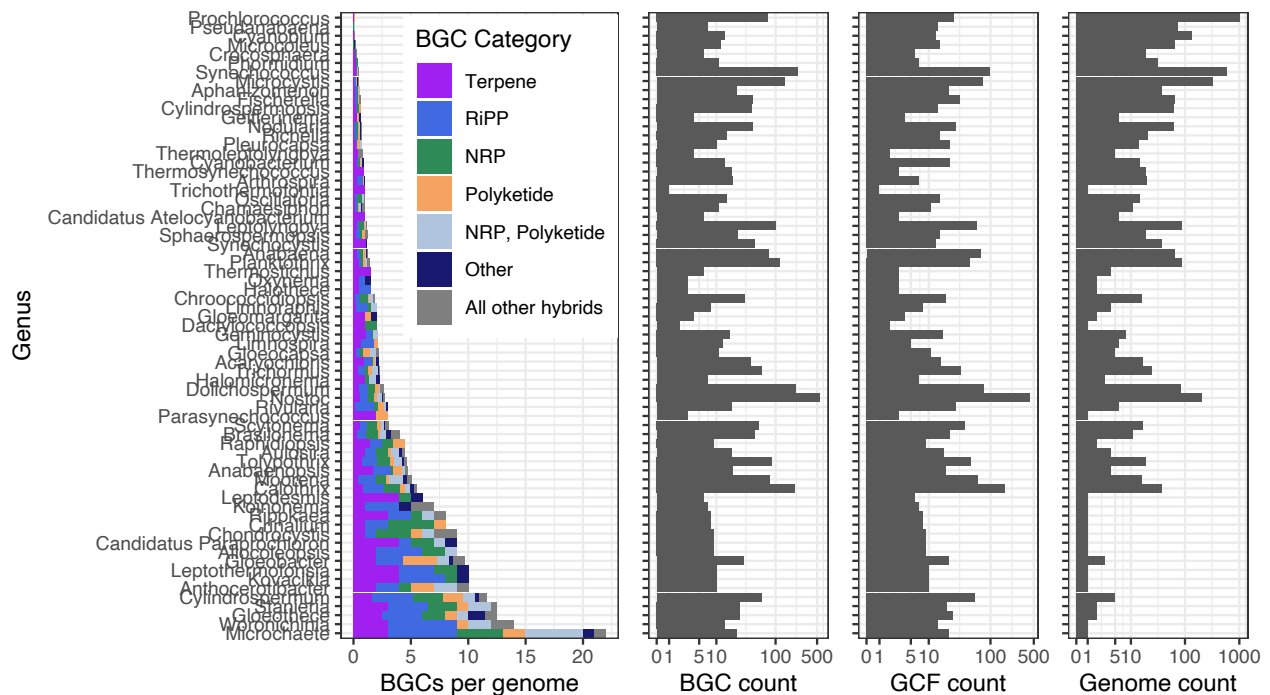 Prochlorococcus
Pseudanabaena
Cyanobium
Microcoleus
Crocosphaera
Phormidium
Synechococcus
Microcystis
Aphanizomenon
Fischerella
Cylindrospermopsis
Geitlerinema
Nodularia
Richelia
Pleurocapsa
Thermoleptolyngbya
Cyanobacterium
Thermosynechococcus
Arthrospira
Trichothermofontia
Oscillatoria
Chamaesiphon
Candidatus Atelocyanobacterium
Leptolyngbya
Sphaerospermopsis
Synechocystis
Anabaena
Planktothrix
Thermostichus
Oxynema
Halothece
Chroococcidiopsis
Limnoraphis
Gloeomargarita
Dactylococcopsis
Geminocystis
Limnospira
Gloeocapsa
Acaryochloris
Trichormus
Halomicronema
Dolichospermum
Nostoc
Rivularia
Parasynechococcus
Scytonema
Brasilonema
Raphidiopsis
Aulosira
Tolypothrix
Anabaenopsis
Moorena
Calothrix
Leptodesmis
Koinonema
Rippkaea
Crinalium
Chondrocystis
Candidatus Paraprochloron
Allocoleopsis
Gloeobacter
Leptothermofonsia
Kovacikia
Anthocerotibacter
Cylindrospermum
Stanieria
Gloeothece
Woronichinia
Microchaete
Genus
BGC Category
Terpene
RiPP
NRP
Polyketide
NRP, Polyketide
Other
All other hybrids
0 5 10 15 20
BGCs per genome
0 1 5 10 100 500
BGC count
0 1 5 10 100 500
GCF count
0 1 5 10 100 1000
Genome count